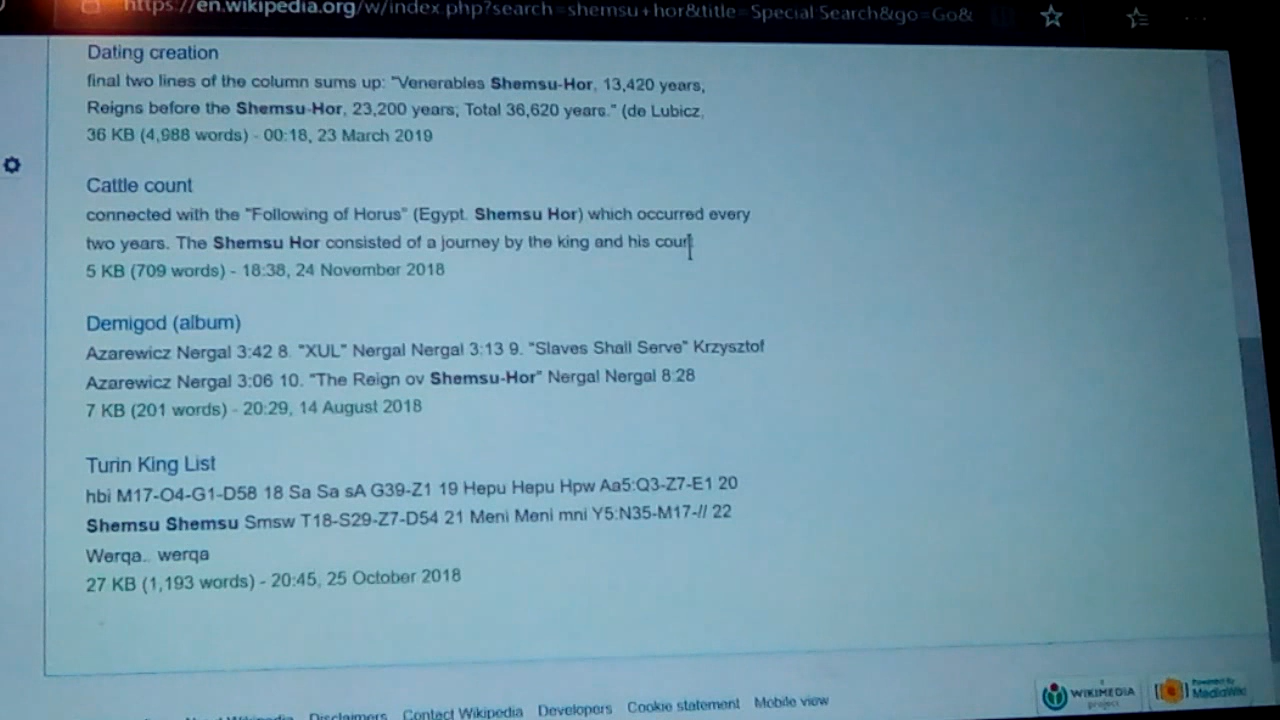 https://en.wikipedia.org/w/index.php?search=shemsu+hor&title=Special:Search&go=Go&
Dating creation
final two lines of the column sums up: "Venerables Shemsu-Hor, 13,420 years;
Reigns before the Shemsu-Hor, 23,200 years; Total 36,620 years." (de Lubicz,
36 KB (4,988 words) - 00:18, 23 March 2019
Cattle count
connected with the "Following of Horus" (Egypt. Shemsu Hor) which occurred every
two years. The Shemsu Hor consisted of a journey by the king and his court
5 KB (709 words) - 18:38, 24 November 2018
Demigod (album)
Azarewicz Nergal 3:42 8. "XUL" Nergal Nergal 3:13 9. "Slaves Shall Serve" Krzysztof
Azarewicz Nergal 3:06 10. "The Reign ov Shemsu-Hor" Nergal Nergal 8:28
7 KB (201 words) - 20:29, 14 August 2018
Turin King List
hbi M17-O4-G1-D58 18 Sa Sa sA G39-Z1 19 Hepu Hepu Hpw Aa5:Q3-Z7-E1 20
Shemsu Shemsu Smsw T18-S29-Z7-D54 21 Meni Meni mni Y5:N35-M17-// 22
Werqa.. werqa
27 KB (1,193 words) - 20:45, 25 October 2018
Wikimedia Disclaimers Contact Wikipedia Developers Cookie statement Mobile view
A WIKIMEDIA project
Powered By MediaWiki